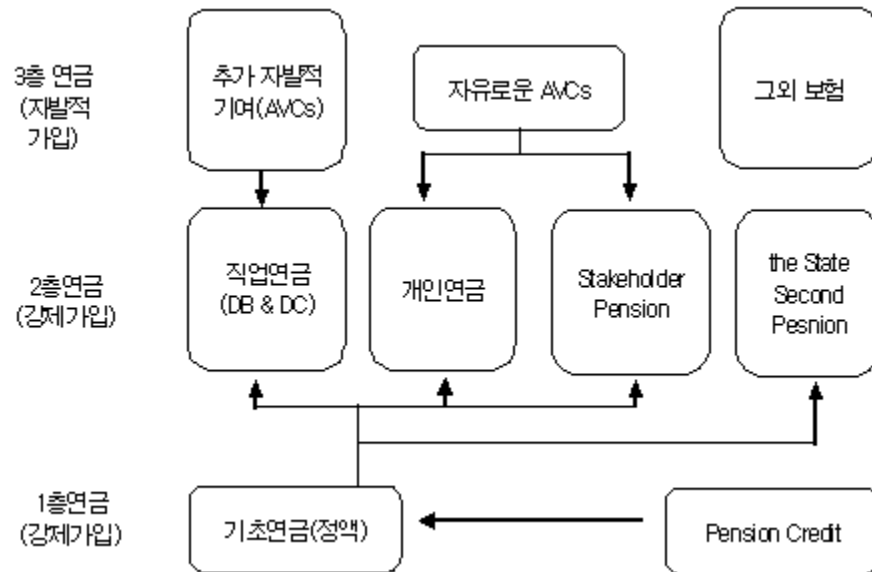 3층 연금
(자발적
가입)
추가 자발적
기여(AVCs)
자유로운 AVCs
그외 보험
2층연금
(강제가입)
직업연금
(DB & DC)
개인연금
Stakeholder
Pension
the State
Second
Pesnion
1층연금
(강제가입)
기초연금(정액)
Pension Credit